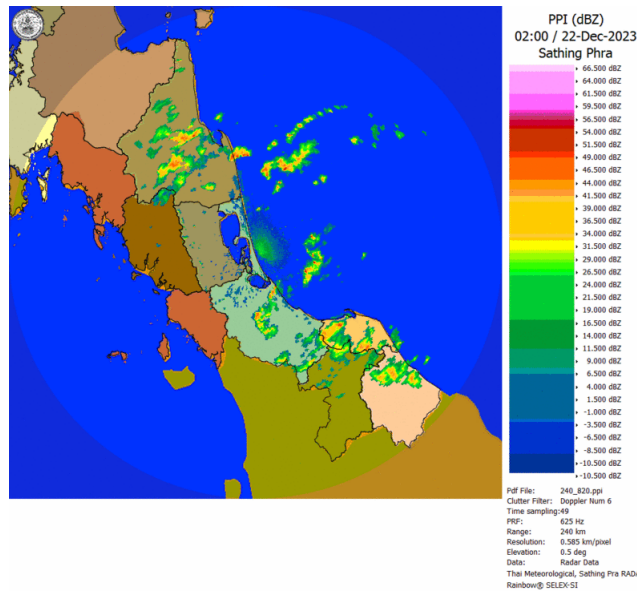 PPI (dBZ)
02:00 / 22-Dec-2023
Sathing Phra
66.500 dBZ
64.000 dBZ
61.500 dBZ
59.500 dBZ
56.500 dBZ
54.000 dBZ
51.500 dBZ
49.000 dBZ
46.500 dBZ
44.000 dBZ
41.500 dBZ
39.000 dBZ
36.500 dBZ
34.000 dBZ
31.500 dBZ
29.000 dBZ
26.500 dBZ
24.000 dBZ
21.500 dBZ
16.500 dBZ
14.000 dBZ
11.500 dBZ
9.000 dBZ
6.500 dBZ
4.000 dBZ
1.500 dBZ
-1.000 dBZ
-3.500 dBZ
-6.500 dBZ
-8.500 dBZ
-10.500 dBZ
-10.500 dBZ
Pdf File: 240_820.ppi
Clutter Filter: Doppler Num 6
Time sampling:49
PRF: 625 Hz
Range: 240 km
Resolution: 0.585 km/pixel
Elevation: 0.5 deg
Data: Radar Data
Thai Meteorological, Sathing Pra RADA
Rainbow® SELEX-SI